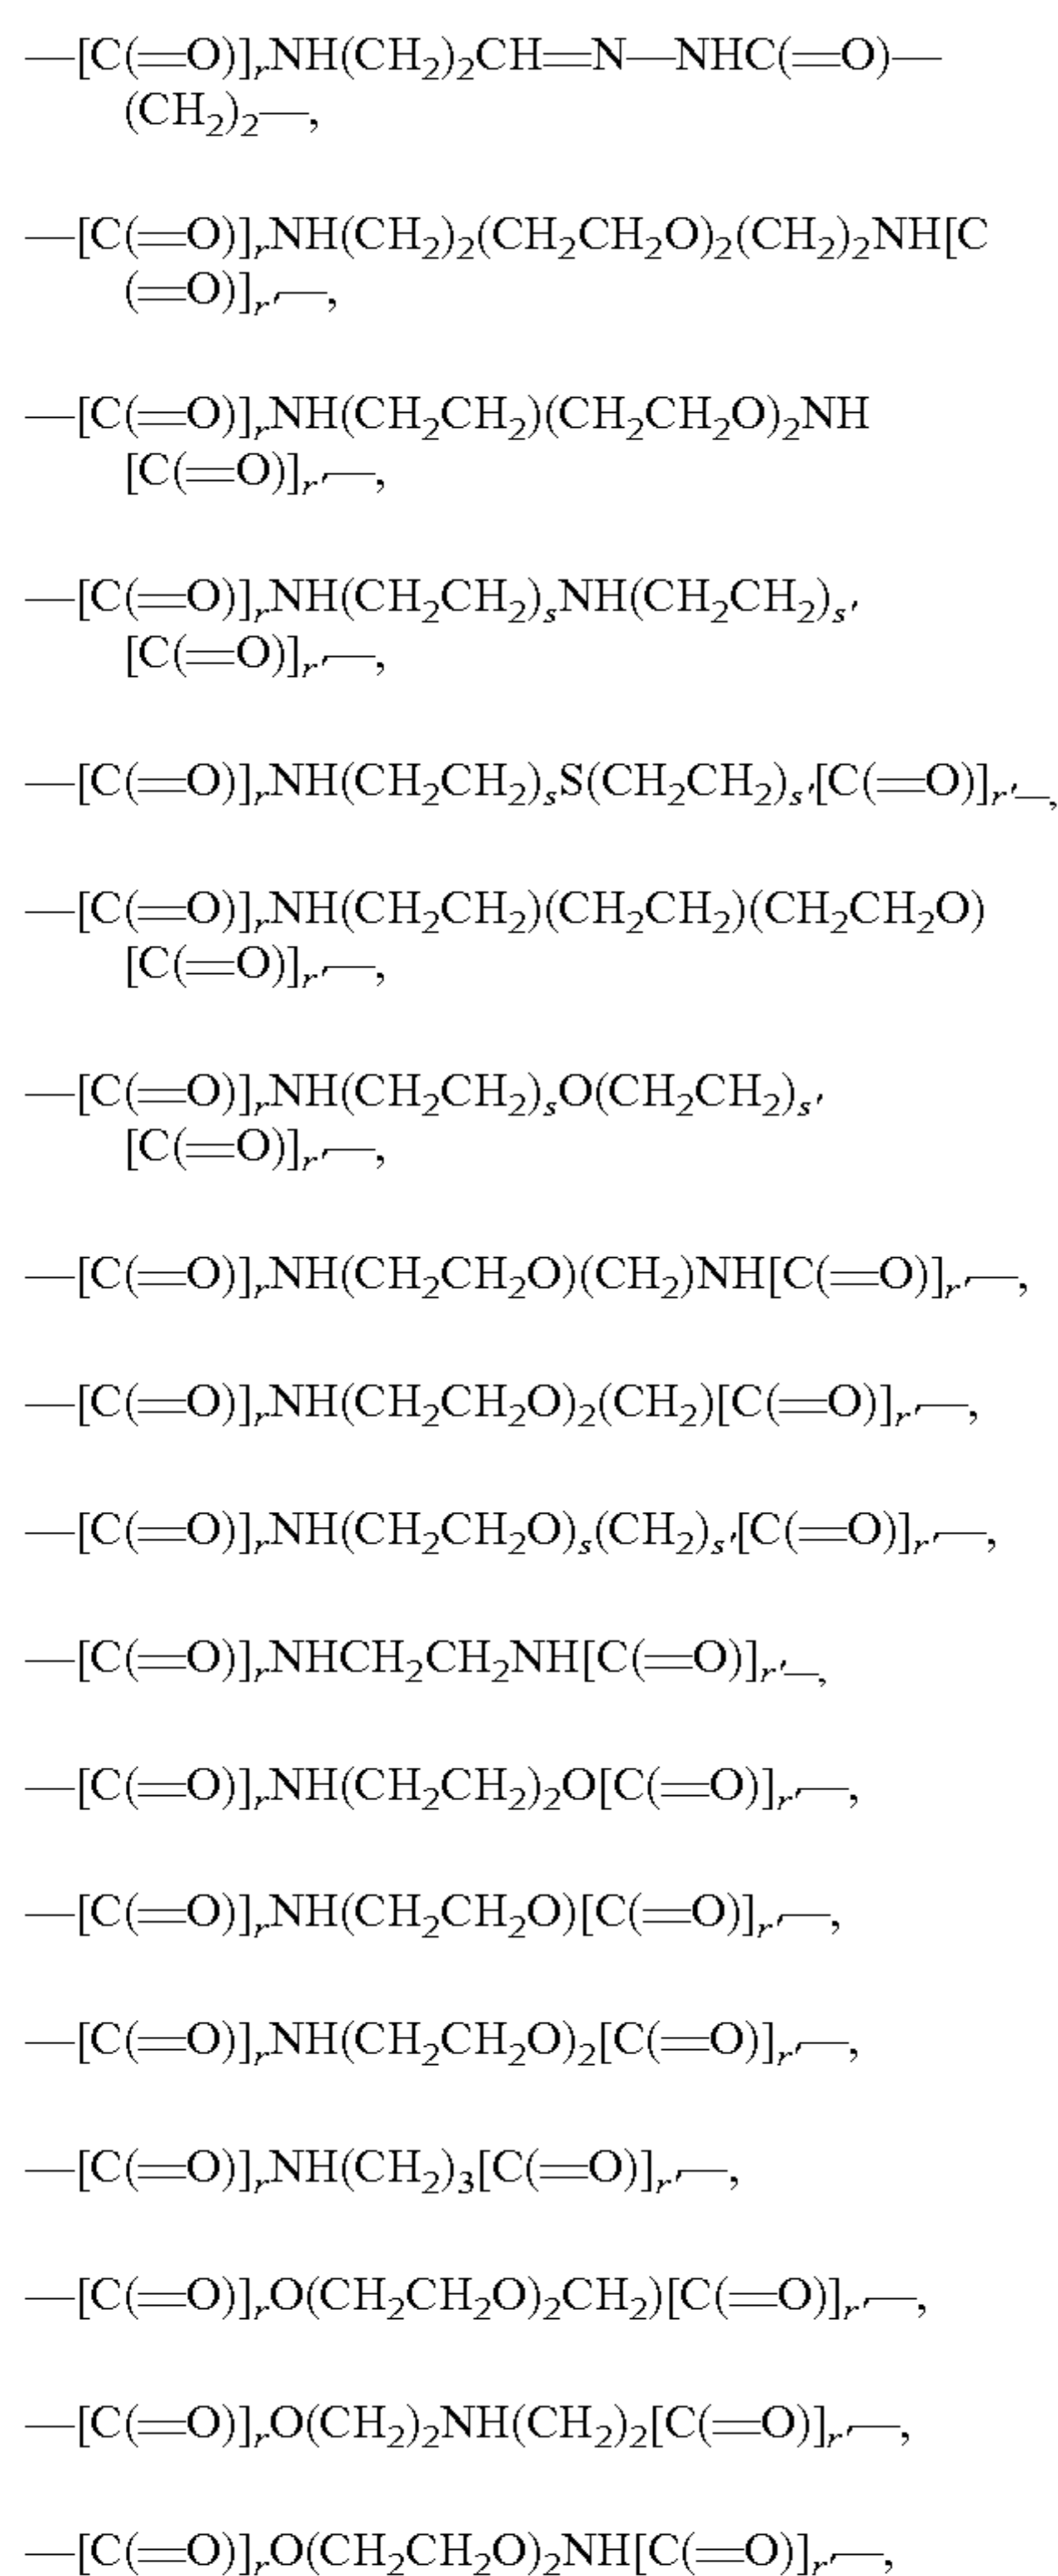 —[C(=O)]ᵣNH(CH₂)₂CH=N—NHC(=O)—
(CH₂)₂—,
—[C(=O)]ᵣNH(CH₂)₂(CH₂CH₂O)₂(CH₂)₂NH[C
(=O)]ᵣ′—,
—[C(=O)]ᵣNH(CH₂CH₂)(CH₂CH₂O)₂NH
[C(=O)]ᵣ′—,
—[C(=O)]ᵣNH(CH₂CH₂)ₛNH(CH₂CH₂)ₛ′
[C(=O)]ᵣ′—,
—[C(=O)]ᵣNH(CH₂CH₂)ₛS(CH₂CH₂)ₛ′[C(=O)]ᵣ′—,
—[C(=O)]ᵣNH(CH₂CH₂)(CH₂CH₂)(CH₂CH₂O)
[C(=O)]ᵣ′—,
—[C(=O)]ᵣNH(CH₂CH₂)ₛO(CH₂CH₂)ₛ′
[C(=O)]ᵣ′—,
—[C(=O)]ᵣNH(CH₂CH₂O)(CH₂)NH[C(=O)]ᵣ′—,
—[C(=O)]ᵣNH(CH₂CH₂O)₂(CH₂)[C(=O)]ᵣ′—,
—[C(=O)]ᵣNH(CH₂CH₂O)ₛ(CH₂)ₛ′[C(=O)]ᵣ′—,
—[C(=O)]ᵣNHCH₂CH₂NH[C(=O)]ᵣ′—,
—[C(=O)]ᵣNH(CH₂CH₂)₂O[C(=O)]ᵣ′—,
—[C(=O)]ᵣNH(CH₂CH₂O)[C(=O)]ᵣ′—,
—[C(=O)]ᵣNH(CH₂CH₂O)₂[C(=O)]ᵣ′—,
—[C(=O)]ᵣNH(CH₂)₃[C(=O)]ᵣ′—,
—[C(=O)]ᵣO(CH₂CH₂O)₂CH₂)[C(=O)]ᵣ′—,
—[C(=O)]ᵣO(CH₂)₂NH(CH₂)₂[C(=O)]ᵣ′—,
—[C(=O)]ᵣO(CH₂CH₂O)₂NH[C(=O)]ᵣ′—,